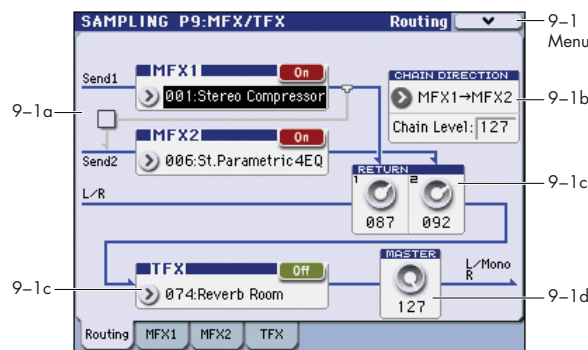 SAMPLING P9:MFX/TFX Routing
9–1
Menu
Send1
MFX1 On
001:Stereo Compressor
CHAIN DIRECTION
MFX1→MFX2
Chain Level: 127
9–1b
9–1a
MFX2 On
006:St.Parametric4EQ
Send2
L/R
RETURN
1 2
087 092
9–1c
TFX Off
074:Reverb Room
MASTER
127
L/Mono
R
9–1c
9–1d
Routing MFX1 MFX2 TFX